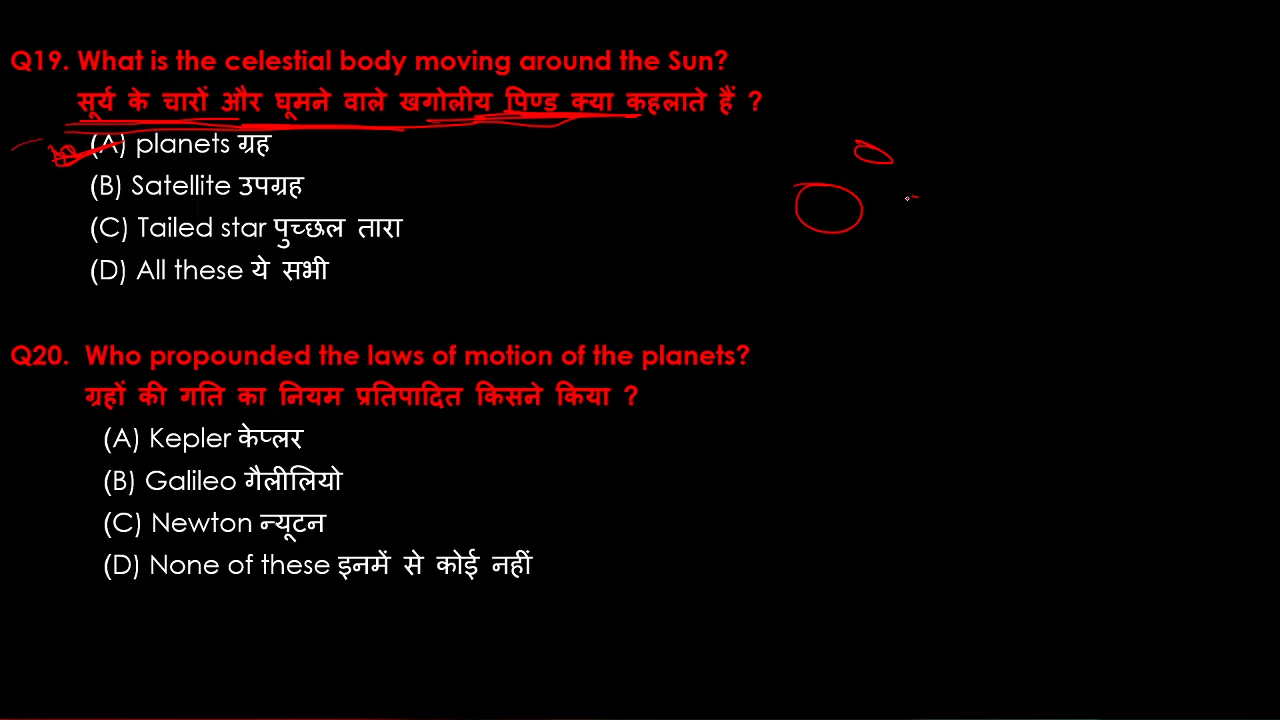 Q19. What is the celestial body moving around the Sun?
सूर्य के चारों और घूमने वाले खगोलीय पिण्ड क्या कहलाते हैं ?
(A) planets ग्रह
(B) Satellite उपग्रह
(C) Tailed star पुच्छल तारा
(D) All these ये सभी
Q20. Who propounded the laws of motion of the planets?
ग्रहों की गति का नियम प्रतिपादित किसने किया ?
(A) Kepler केप्लर
(B) Galileo गैलीलियो
(C) Newton न्यूटन
(D) None of these इनमें से कोई नहीं